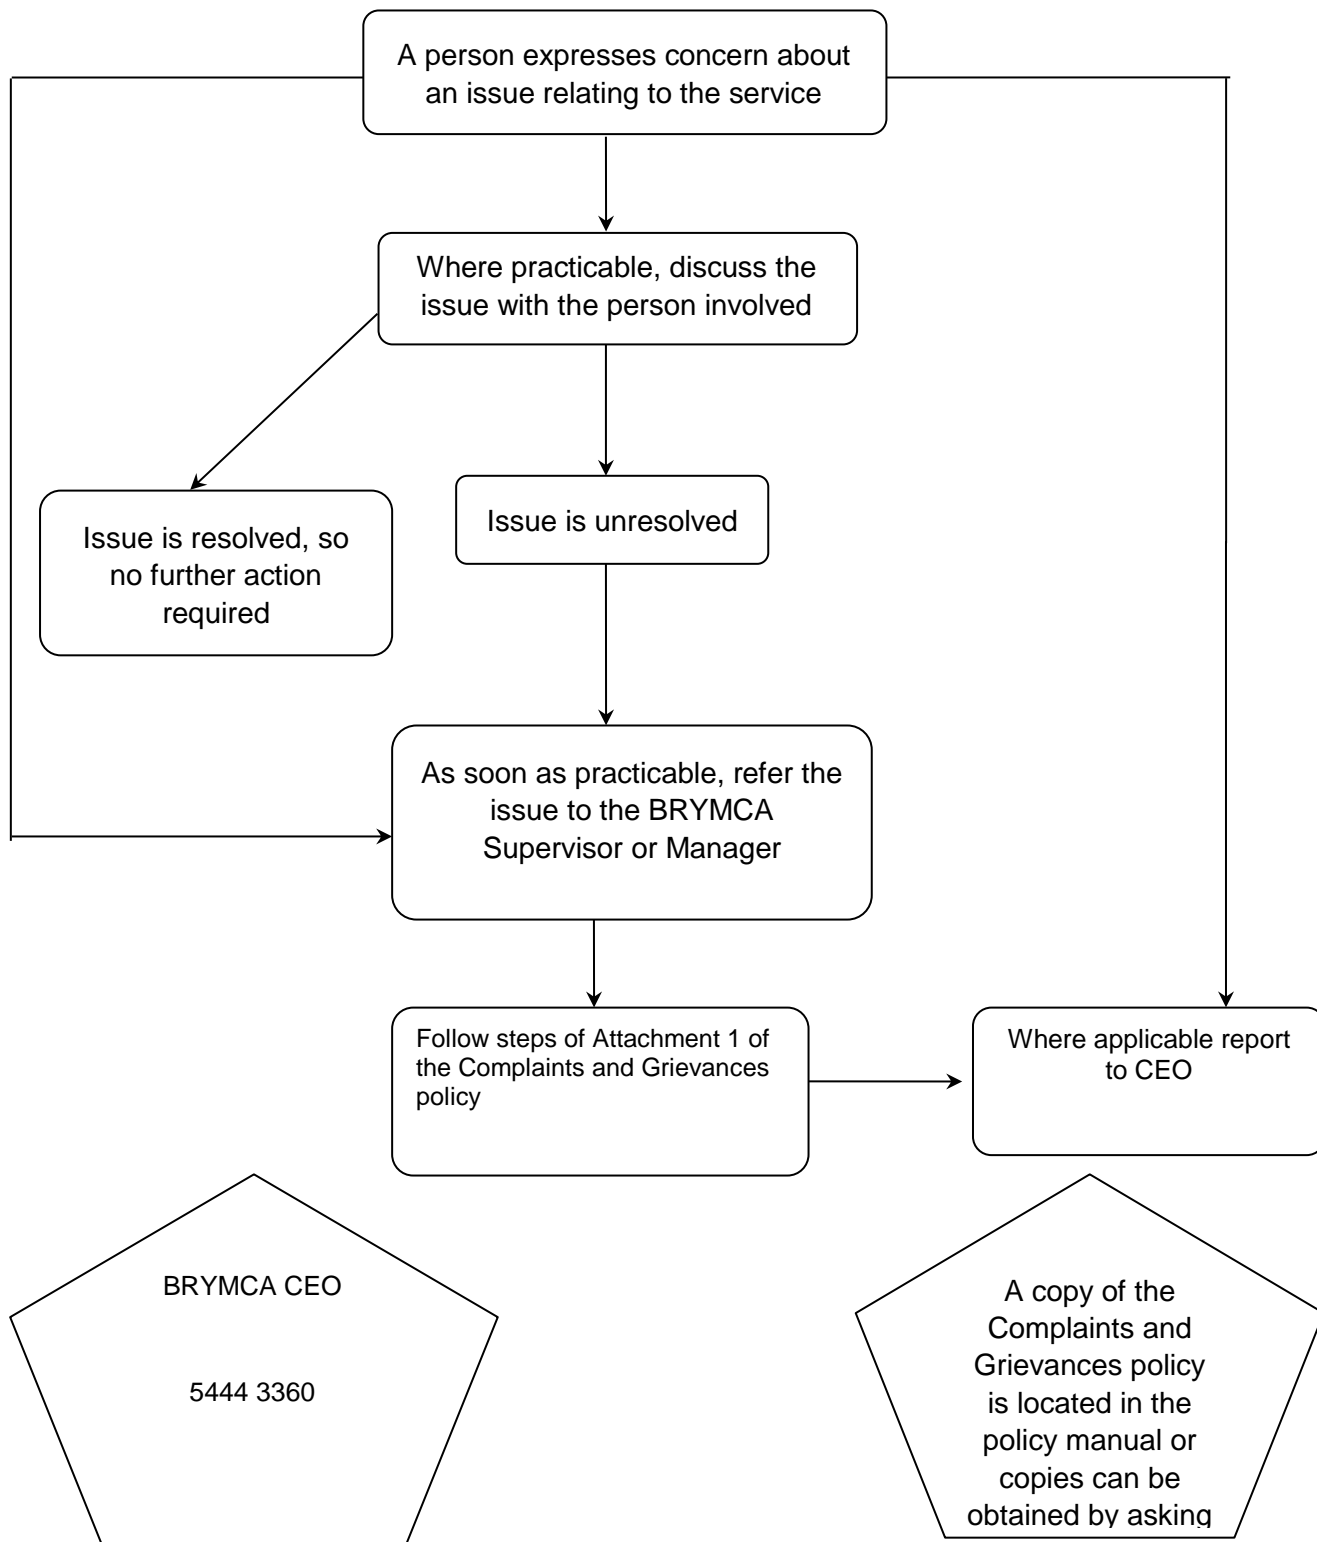 A person expresses concern about
an issue relating to the service
Where practicable, discuss the
issue with the person involved
Issue is resolved, so
no further action
required
Issue is unresolved
As soon as practicable, refer the
issue to the BRYMCA
Supervisor or Manager
Follow steps of Attachment 1 of
the Complaints and Grievances
policy
Where applicable report
to CEO
BRYMCA CEO
5444 3360
A copy of the
Complaints and
Grievances policy
is located in the
policy manual or
copies can be
obtained by asking